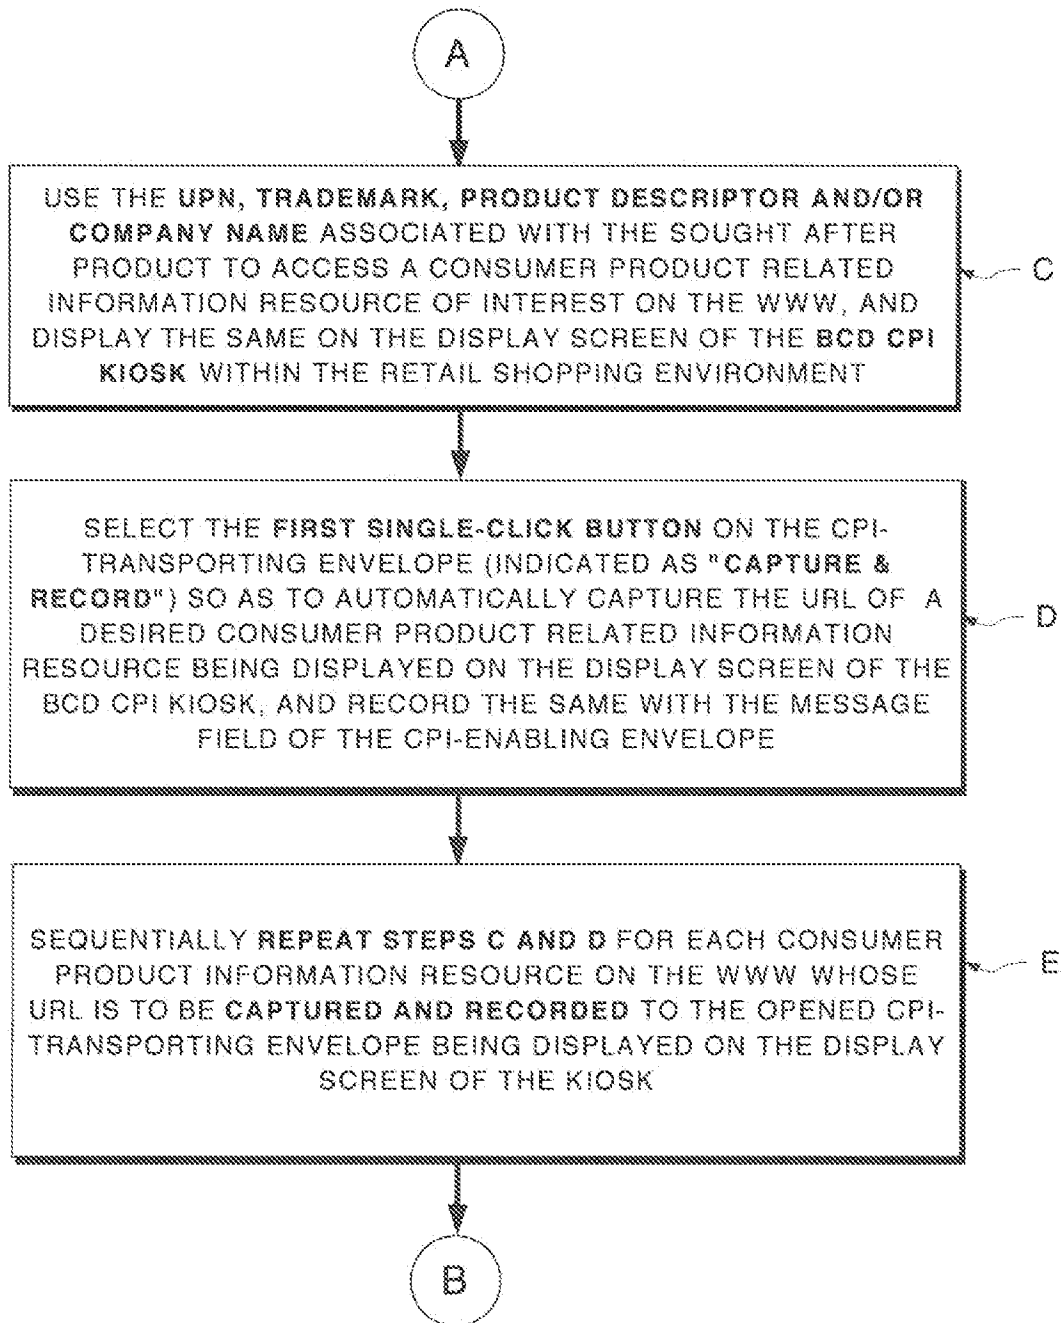 A
USE THE UPN, TRADEMARK, PRODUCT DESCRIPTOR AND/OR
COMPANY NAME ASSOCIATED WITH THE SOUGHT AFTER
PRODUCT TO ACCESS A CONSUMER PRODUCT RELATED
INFORMATION RESOURCE OF INTEREST ON THE WWW, AND
DISPLAY THE SAME ON THE DISPLAY SCREEN OF THE BCD CPI
KIOSK WITHIN THE RETAIL SHOPPING ENVIRONMENT
C
SELECT THE FIRST SINGLE-CLICK BUTTON ON THE CPI-
TRANSPORTING ENVELOPE (INDICATED AS "CAPTURE &
RECORD") SO AS TO AUTOMATICALLY CAPTURE THE URL OF A
DESIRED CONSUMER PRODUCT RELATED INFORMATION
RESOURCE BEING DISPLAYED ON THE DISPLAY SCREEN OF THE
BCD CPI KIOSK, AND RECORD THE SAME WITH THE MESSAGE
FIELD OF THE CPI-ENABLING ENVELOPE
D
SEQUENTIALLY REPEAT STEPS C AND D FOR EACH CONSUMER
PRODUCT INFORMATION RESOURCE ON THE WWW WHOSE
URL IS TO BE CAPTURED AND RECORDED TO THE OPENED CPI-
TRANSPORTING ENVELOPE BEING DISPLAYED ON THE DISPLAY
SCREEN OF THE KIOSK
E
B